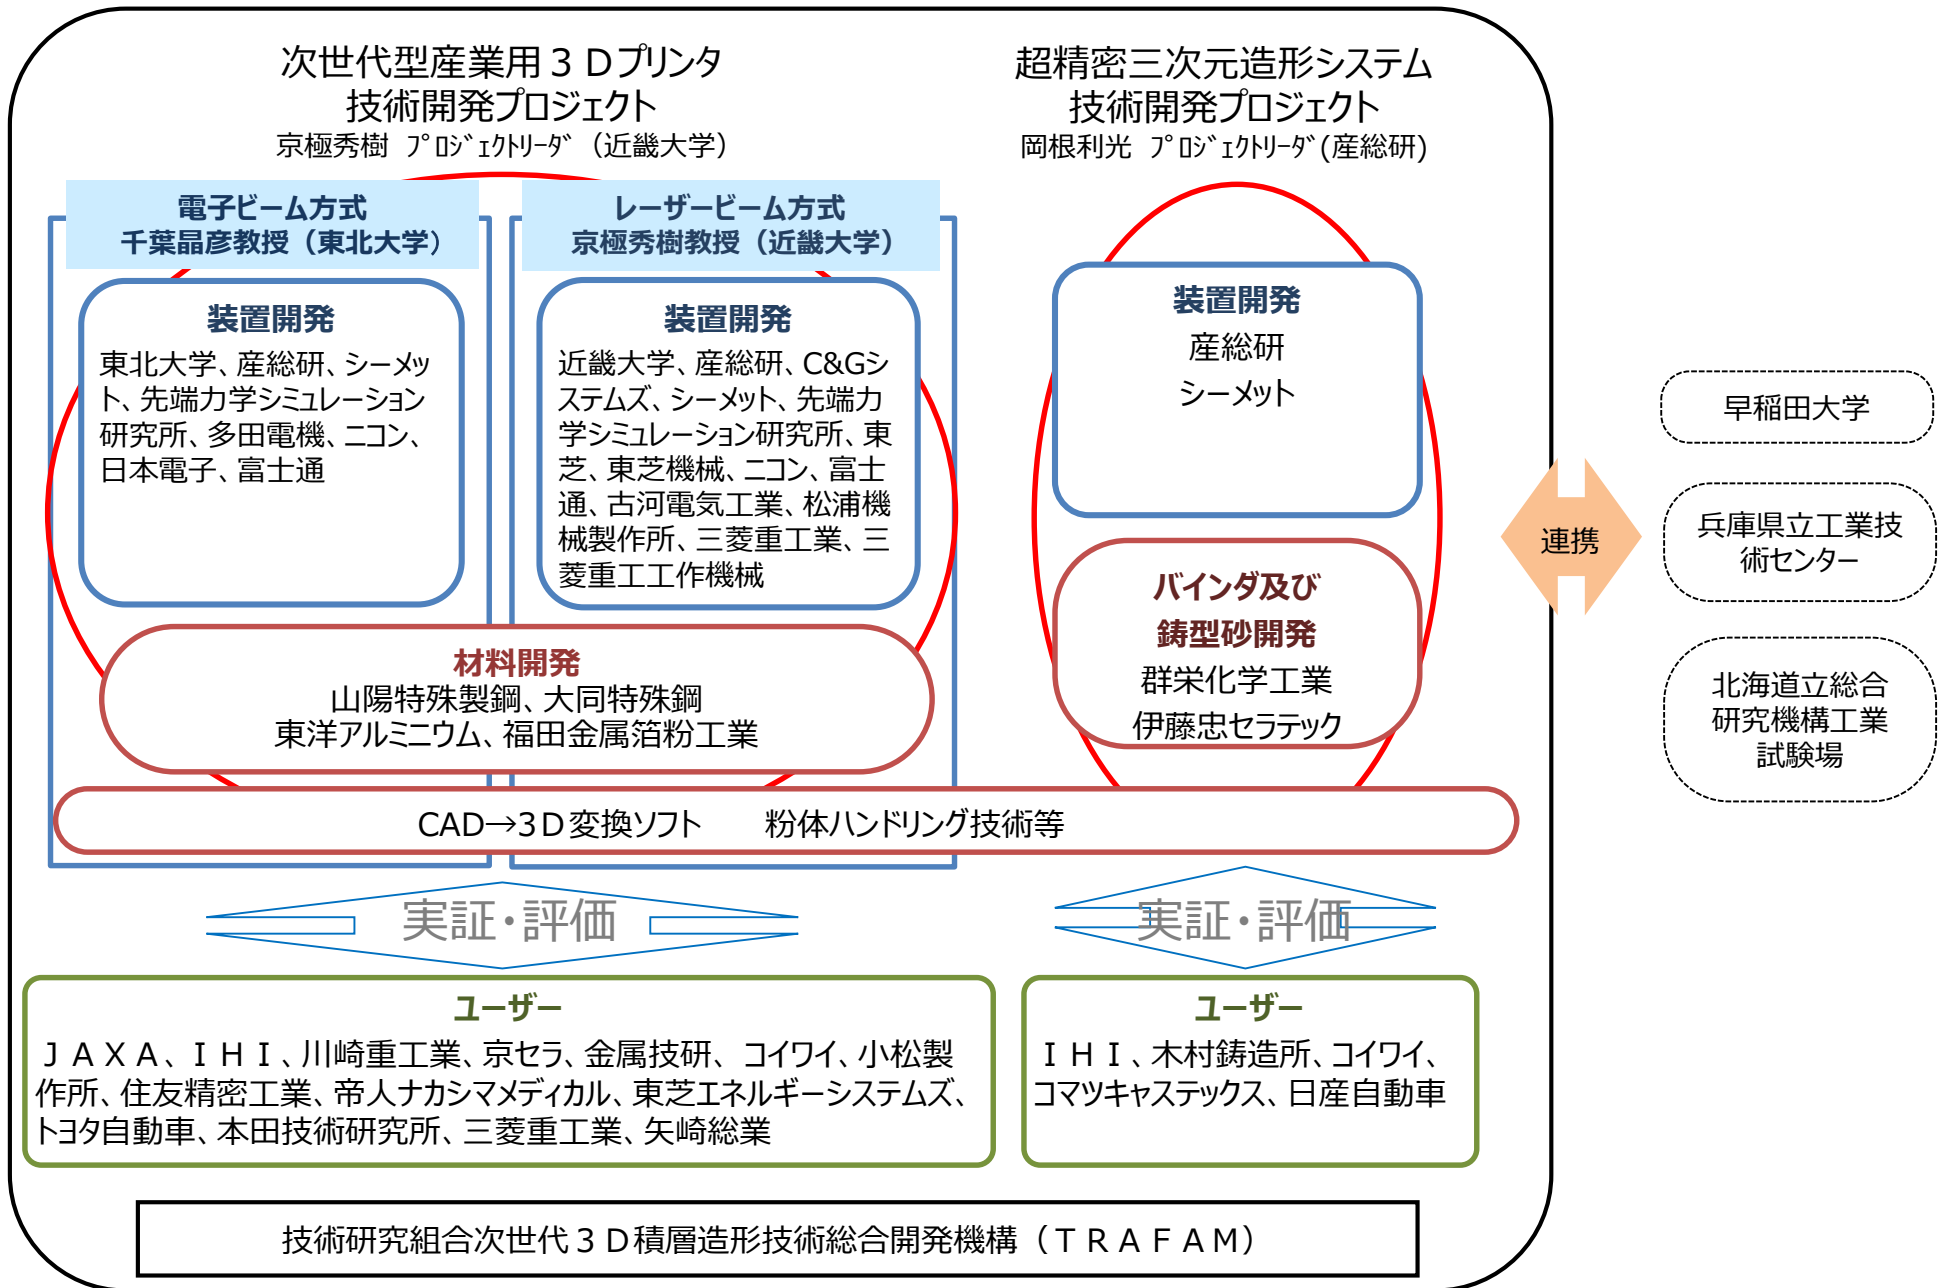 次世代型産業用３Ｄプリンタ
技術開発プロジェクト
京極秀樹 ﾌﾟﾛｼﾞｪｸﾄﾘｰﾀﾞ（近畿大学）
電子ビーム方式
千葉晶彦教授（東北大学）
装置開発
東北大学、産総研、シーメッ
ト、先端力学シミュレーション
研究所、多田電機、ニコン、
日本電子、富士通
レーザービーム方式
京極秀樹教授（近畿大学）
装置開発
近畿大学、産総研、C&Gシ
ステムズ、シーメット、先端力
学シミュレーション研究所、東
芝、東芝機械、ニコン、富士
通、古河電気工業、松浦機
械製作所、三菱重工業、三
菱重工工作機械
材料開発
山陽特殊製鋼、大同特殊鋼
東洋アルミニウム、福田金属箔粉工業
超精密三次元造形システム
技術開発プロジェクト
岡根利光 ﾌﾟﾛｼﾞｪｸﾄﾘｰﾀﾞ(産総研)
装置開発
産総研
シーメット
バインダ及び
鋳型砂開発
群栄化学工業
伊藤忠セラテック
CAD→3Ｄ変換ソフト　　粉体ハンドリング技術等
実証・評価
実証・評価
ユーザー
ＪＡＸＡ、ＩＨＩ、川崎重工業、京セラ、金属技研、コイワイ、小松製
作所、住友精密工業、帝人ナカシマメディカル、東芝エネルギーシステムズ、
トヨタ自動車、本田技術研究所、三菱重工業、矢崎総業
ユーザー
ＩＨＩ、木村鋳造所、コイワイ、
コマツキャステックス、日産自動車
技術研究組合次世代３Ｄ積層造形技術総合開発機構（ＴＲＡＦＡＭ）
連携
早稲田大学
兵庫県立工業技
術センター
北海道立総合
研究機構工業
試験場